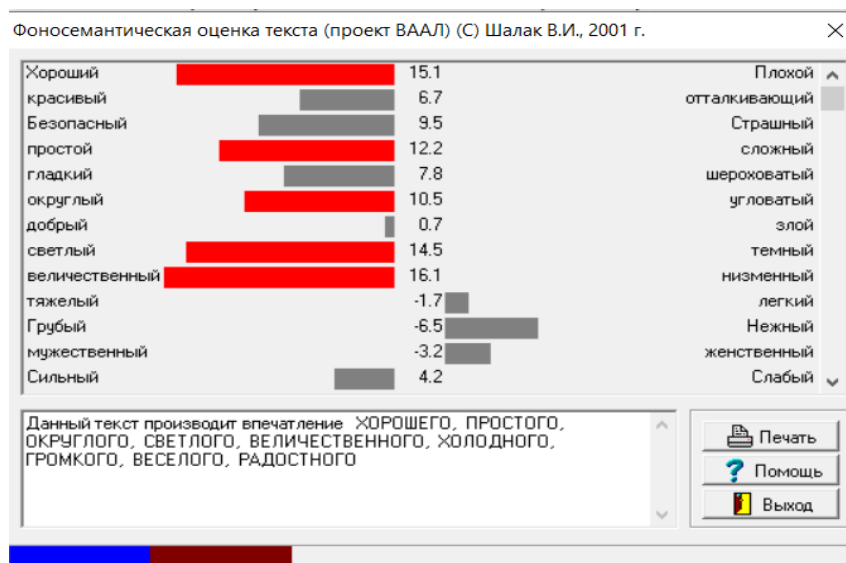 Фоносемантическая оценка текста (проект ВААЛ) (С) Шалак В.И., 2001 г.
Хороший 15.1 Плохой
красивый 6.7 отталкивающий
Безопасный 9.5 Страшный
простой 12.2 сложный
гладкий 7.8 шероховатый
округлый 10.5 угловатый
добрый 0.7 злой
светлый 14.5 темный
величественный 16.1 низменный
тяжелый -1.7 легкий
Грубый -6.5 Нежный
мужественный -3.2 женственный
Сильный 4.2 Слабый
Данный текст производит впечатление ХОРОШЕГО, ПРОСТОГО,
ОКРУГЛОГО, СВЕТЛОГО, ВЕЛИЧЕСТВЕННОГО, ХОЛОДНОГО,
ГРОМКОГО, ВЕСЕЛОГО, РАДОСТНОГО
Печать
Помощь
Выход